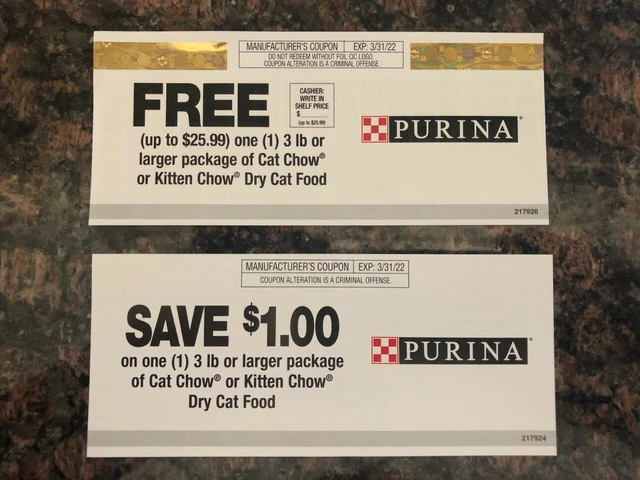 MANUFACTURER'S COUPON EXP: 3/31/22
DO NOT REDEEM WITHOUT FOIL CIC LOGO.
COUPON ALTERATION IS A CRIMINAL OFFENSE.
FREE
CASHIER:
WRITE IN
SHELF PRICE
$
(up to $25.99)
(up to $25.99) one (1) 3 lb or
larger package of Cat Chow®
or Kitten Chow® Dry Cat Food
PURINA®
217926
MANUFACTURER'S COUPON EXP: 3/31/22
COUPON ALTERATION IS A CRIMINAL OFFENSE.
SAVE $1.00
on one (1) 3 lb or larger package
of Cat Chow® or Kitten Chow®
Dry Cat Food
PURINA®
217924